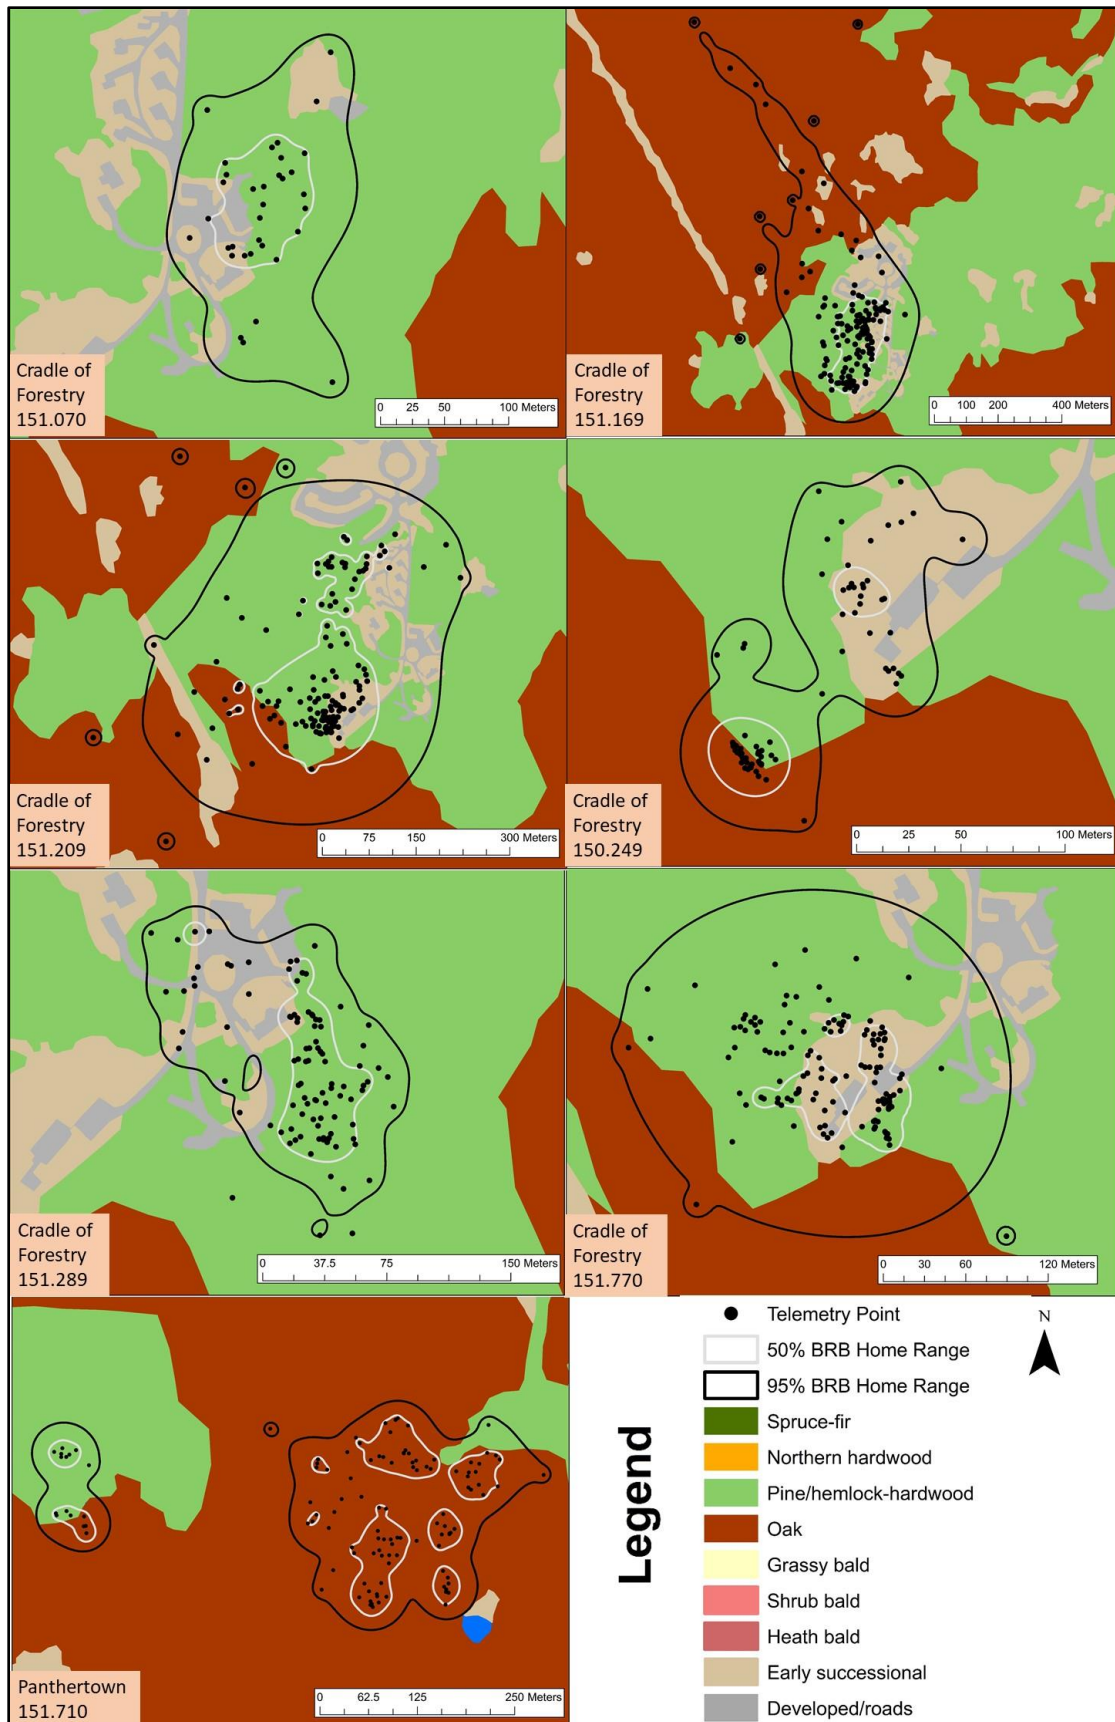 Cradle of
Forestry
151.070
0 25 50 100 Meters
Cradle of
Forestry
151.169
0 100 200 400 Meters
Cradle of
Forestry
151.209
0 75 150 300 Meters
Cradle of
Forestry
150.249
0 25 50 100 Meters
Cradle of
Forestry
151.289
0 37.5 75 150 Meters
Cradle of
Forestry
151.770
0 30 60 120 Meters
Panthertown
151.710
0 62.5 125 250 Meters
Legend
Telemetry Point
50% BRB Home Range
95% BRB Home Range
Spruce-fir
Northern hardwood
Pine/hemlock-hardwood
Oak
Grassy bald
Shrub bald
Heath bald
Early successional
Developed/roads
N